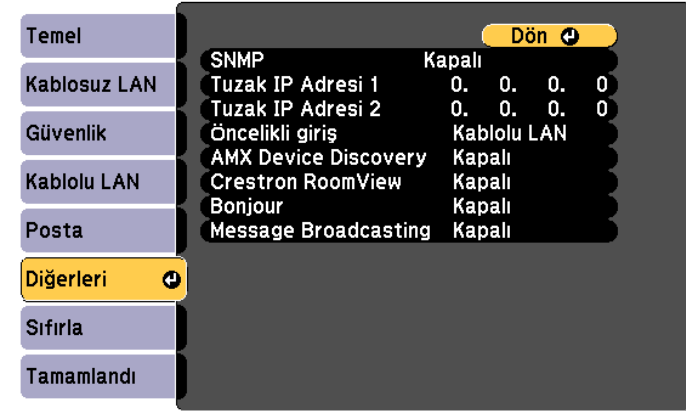 Temel
Kablosuz LAN
Güvenlik
Kablolu LAN
Posta
Diğerleri
Sıfırla
Tamamlandı
Dön
SNMP Kapalı
Tuzak IP Adresi 1 0. 0. 0. 0
Tuzak IP Adresi 2 0. 0. 0. 0
Öncelikli giriş Kablolu LAN
AMX Device Discovery Kapalı
Crestron RoomView Kapalı
Bonjour Kapalı
Message Broadcasting Kapalı